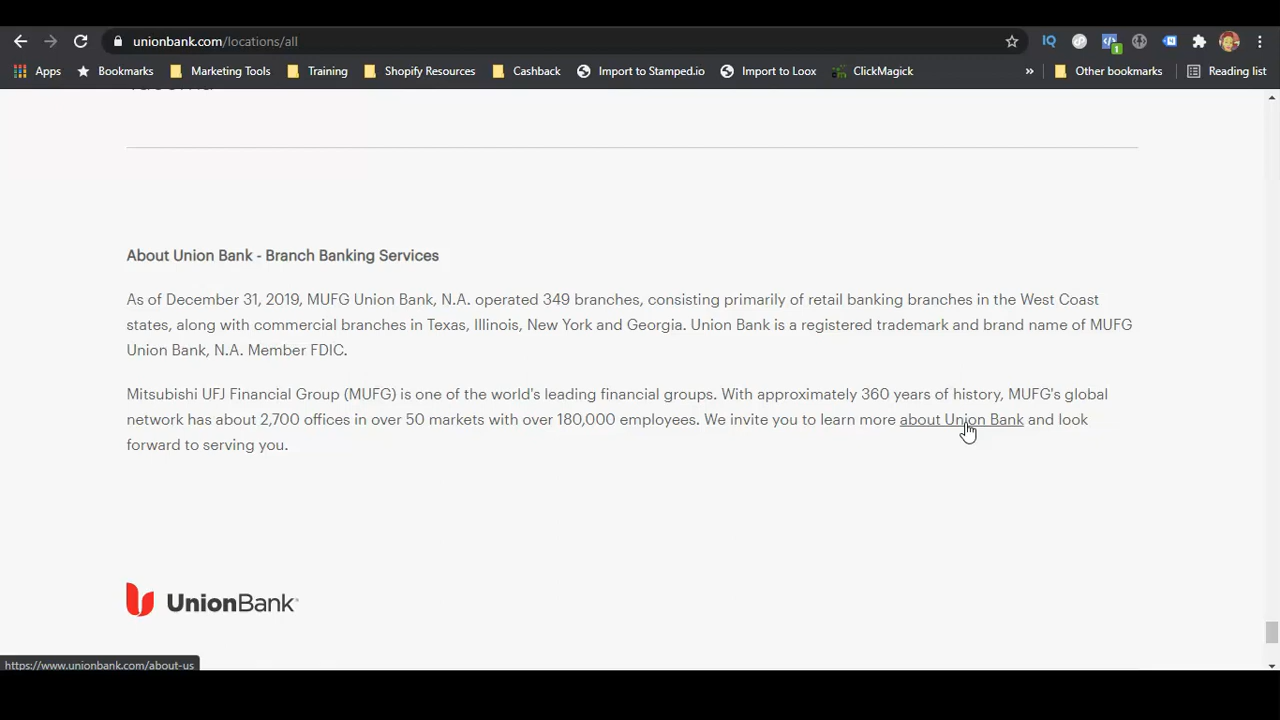 unionbank.com/locations/all
Apps Bookmarks Marketing Tools Training Shopify Resources Cashback Import to Stamped.io Import to Loox ClickMagick » Other bookmarks Reading list
About Union Bank - Branch Banking Services
As of December 31, 2019, MUFG Union Bank, N.A. operated 349 branches, consisting primarily of retail banking branches in the West Coast
states, along with commercial branches in Texas, Illinois, New York and Georgia. Union Bank is a registered trademark and brand name of MUFG
Union Bank, N.A. Member FDIC.
Mitsubishi UFJ Financial Group (MUFG) is one of the world's leading financial groups. With approximately 360 years of history, MUFG's global
network has about 2,700 offices in over 50 markets with over 180,000 employees. We invite you to learn more about Union Bank and look
forward to serving you.
UnionBank
https://www.unionbank.com/about-us